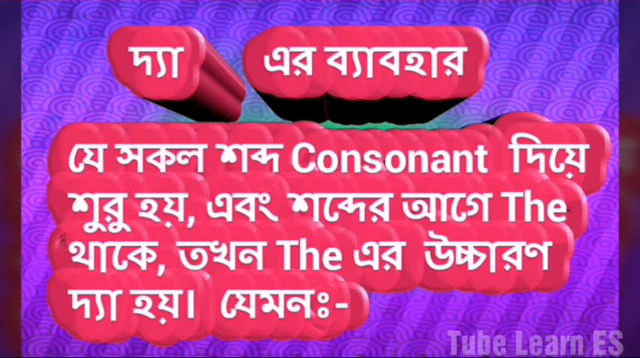 দ্যা এর ব্যাবহার
যে সকল শব্দ Consonant দিয়ে
শুরু হয়, এবং শব্দের আগে The
থাকে, তখন The এর উচ্চারণ
দ্যা হয়। যেমনঃ-
Tube Learn ES